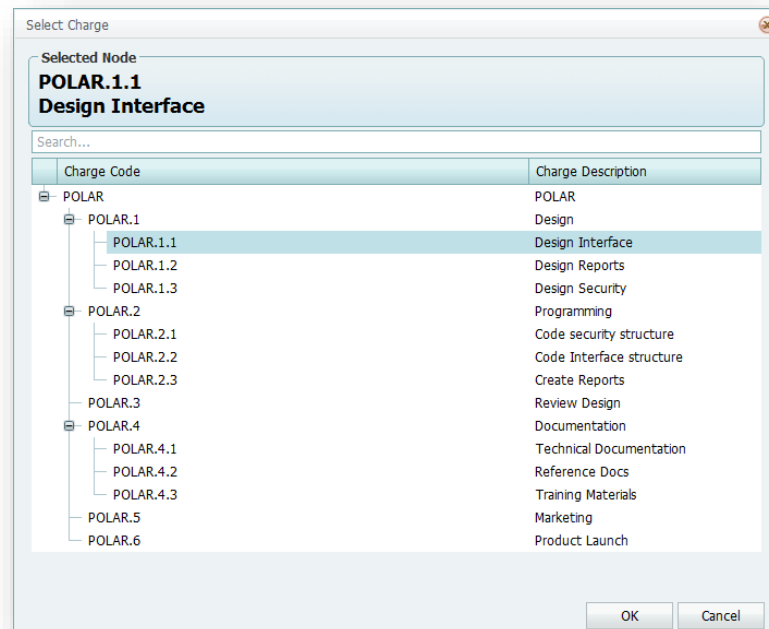 Select Charge
Selected Node
POLAR.1.1
Design Interface
Search...
Charge Code Charge Description
POLAR POLAR
POLAR.1 Design
POLAR.1.1 Design Interface
POLAR.1.2 Design Reports
POLAR.1.3 Design Security
POLAR.2 Programming
POLAR.2.1 Code security structure
POLAR.2.2 Code Interface structure
POLAR.2.3 Create Reports
POLAR.3 Review Design
POLAR.4 Documentation
POLAR.4.1 Technical Documentation
POLAR.4.2 Reference Docs
POLAR.4.3 Training Materials
POLAR.5 Marketing
POLAR.6 Product Launch
OK Cancel